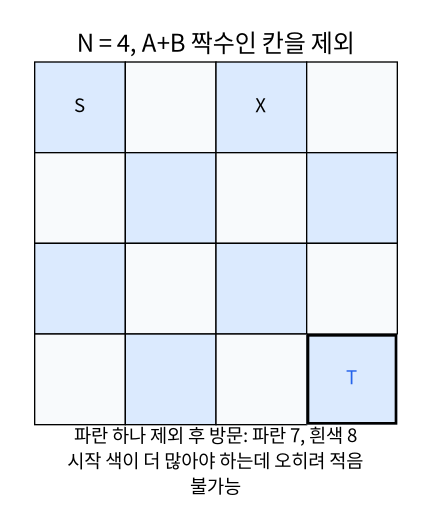 N = 4, A+B 짝수인 칸을 제외
S
X
T
파란 하나 제외 후 방문: 파란 7, 흰색 8
시작 색이 더 많아야 하는데 오히려 적음
불가능